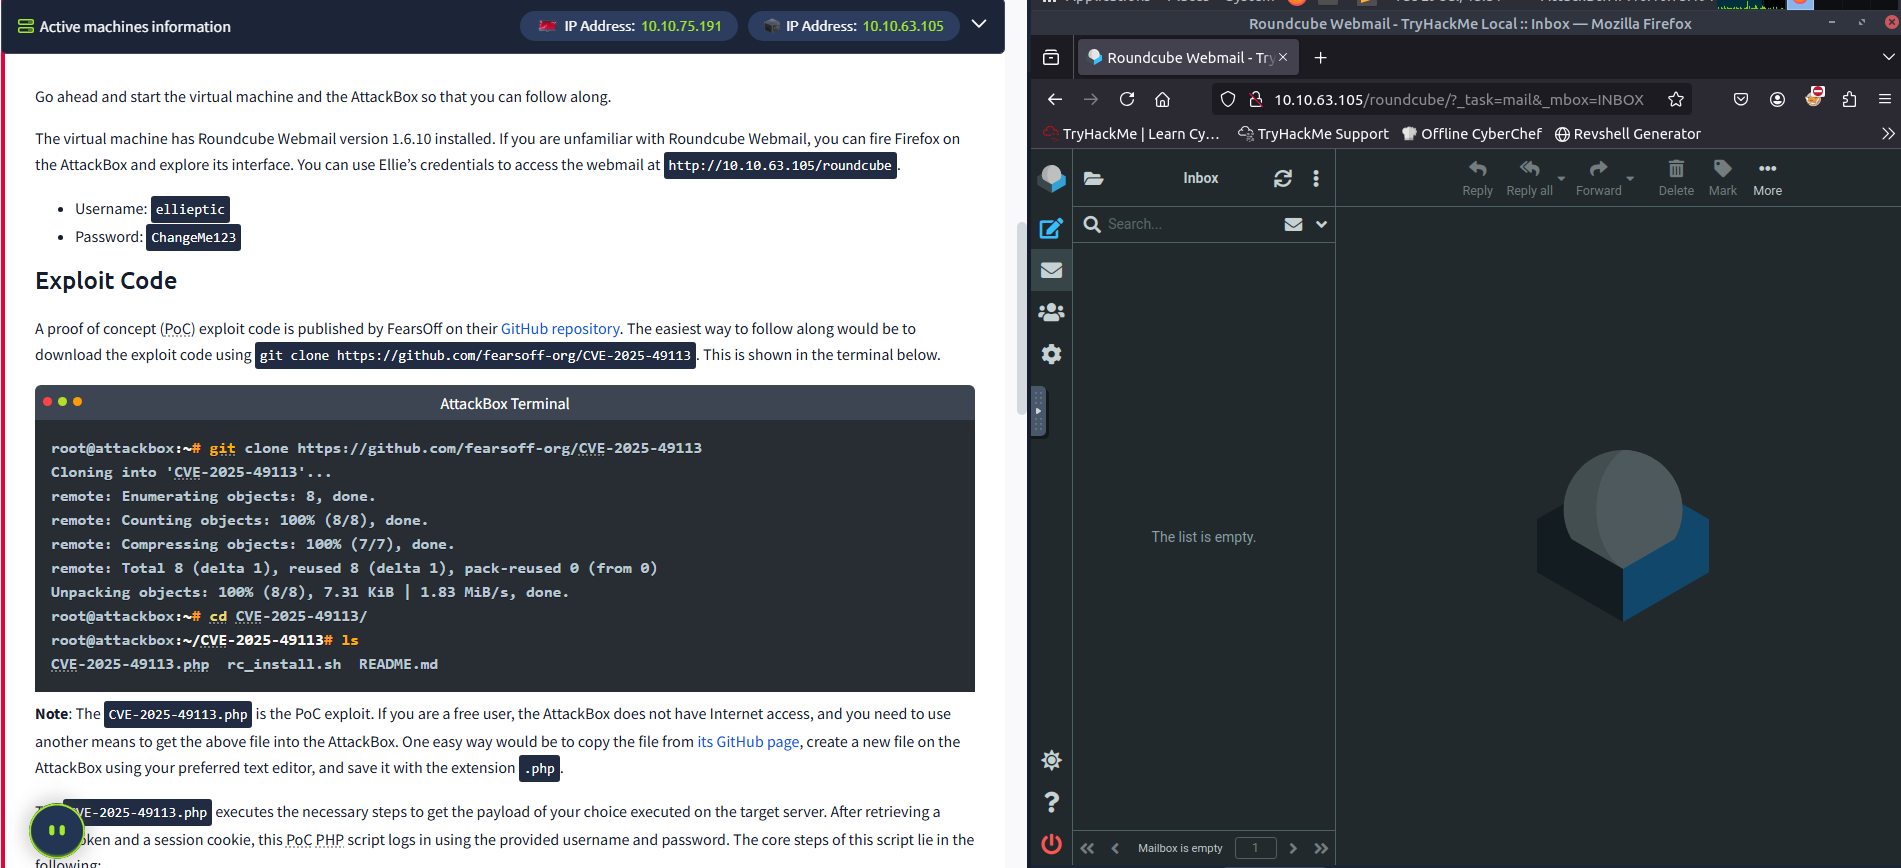 Active machines information
IP Address: 10.10.75.191
IP Address: 10.10.63.105
Go ahead and start the virtual machine and the AttackBox so that you can follow along.
The virtual machine has Roundcube Webmail version 1.6.10 installed. If you are unfamiliar with Roundcube Webmail, you can fire Firefox on
the AttackBox and explore its interface. You can use Ellie’s credentials to access the webmail at http://10.10.63.105/roundcube.
• Username: ellieptic
• Password: ChangeMe123
Exploit Code
A proof of concept (PoC) exploit code is published by FearsOff on their GitHub repository. The easiest way to follow along would be to
download the exploit code using git clone https://github.com/fearsoff-org/CVE-2025-49113. This is shown in the terminal below.
AttackBox Terminal
root@attackbox:~# git clone https://github.com/fearsoff-org/CVE-2025-49113
Cloning into 'CVE-2025-49113'...
remote: Enumerating objects: 8, done.
remote: Counting objects: 100% (8/8), done.
remote: Compressing objects: 100% (7/7), done.
remote: Total 8 (delta 1), reused 8 (delta 1), pack-reused 0 (from 0)
Unpacking objects: 100% (8/8), 7.31 KiB | 1.83 MiB/s, done.
root@attackbox:~# cd CVE-2025-49113/
root@attackbox:~/CVE-2025-49113# ls
CVE-2025-49113.php  rc_install.sh  README.md
Note: The CVE-2025-49113.php is the PoC exploit. If you are a free user, the AttackBox does not have Internet access, and you need to use
another means to get the above file into the AttackBox. One easy way would be to copy the file from its GitHub page, create a new file on the
AttackBox using your preferred text editor, and save it with the extension .php.
VE-2025-49113.php executes the necessary steps to get the payload of your choice executed on the target server. After retrieving a
oken and a session cookie, this PoC PHP script logs in using the provided username and password. The core steps of this script lie in the
following:
Roundcube Webmail - TryHackMe Local :: Inbox — Mozilla Firefox
Roundcube Webmail - Try
10.10.63.105/roundcube/?_task=mail&_mbox=INBOX
TryHackMe | Learn Cy…
TryHackMe Support
Offline CyberChef
Revshell Generator
Inbox
Reply
Reply all
Forward
Delete
Mark
More
Search...
The list is empty.
Mailbox is empty
1